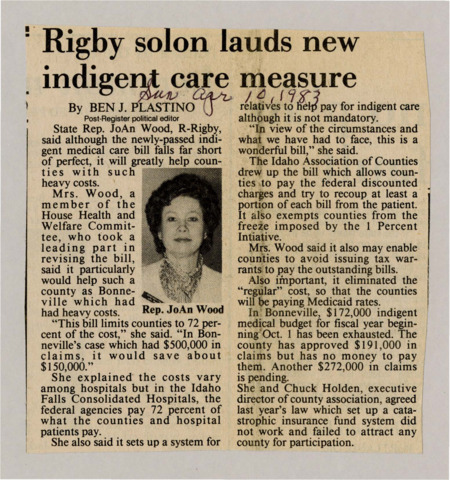 Rigby solon lauds new
indigent care measure
Sun Apr 10, 1983
By BEN J. PLASTINO
Post-Register political editor
State Rep. JoAn Wood, R-Rigby,
said although the newly-passed indi-
gent medical care bill falls far short
of perfect, it will greatly help coun-
ties with such
heavy costs.
Mrs. Wood, a
member of the
House Health and
Welfare Commit-
tee, who took a
leading part in
revising the bill,
said it particularly
would help such a
county as Bonne-
ville which had
had heavy costs.
Rep. JoAn Wood
"This bill limits counties to 72 per-
cent of the cost," she said. "In Bon-
neville's case which had $500,000 in
claims, it would save about
$150,000."
She explained the costs vary
among hospitals but in the Idaho
Falls Consolidated Hospitals, the
federal agencies pay 72 percent of
what the counties and hospital
patients pay.
She also said it sets up a system for
relatives to help pay for indigent care
although it is not mandatory.
"In view of the circumstances and
what we have had to face, this is a
wonderful bill," she said.
The Idaho Association of Counties
drew up the bill which allows coun-
ties to pay the federal discounted
charges and try to recoup at least a
portion of each bill from the patient.
It also exempts counties from the
freeze imposed by the 1 Percent
Intiative.
Mrs. Wood said it also may enable
counties to avoid issuing tax war-
rants to pay the outstanding bills.
Also important, it eliminated the
"regular" cost, so that the counties
will be paying Medicaid rates.
In Bonneville, $172,000 indigent
medical budget for fiscal year begin-
ning Oct. 1 has been exhausted. The
county has approved $191,000 in
claims but has no money to pay
them. Another $272,000 in claims
is pending.
She and Chuck Holden, executive
director of county association, agreed
last year's law which set up a cata-
strophic insurance fund system did
not work and failed to attract any
county for participation.